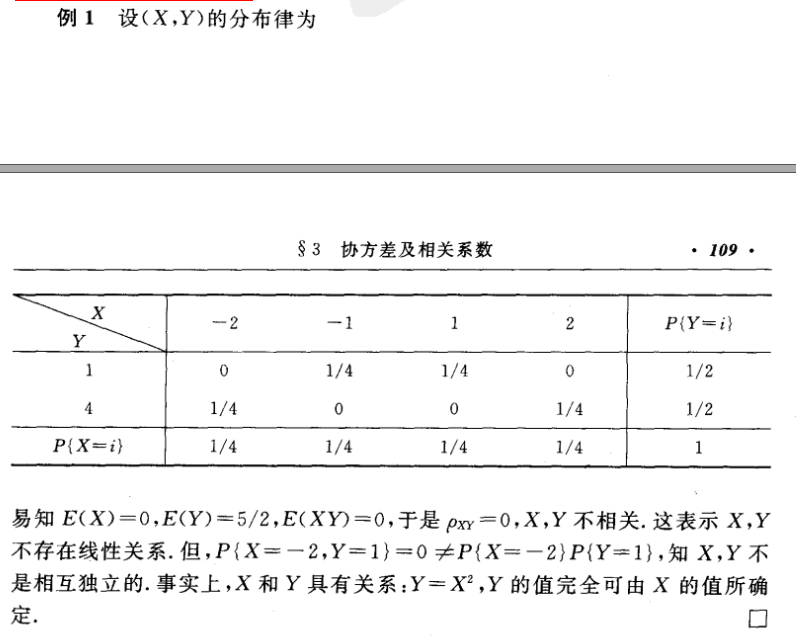 例 1 设(X,Y)的分布律为
§3 协方差及相关系数 · 109 ·
X
Y
-2 -1 1 2 P{Y=i}
1 0 1/4 1/4 0 1/2
4 1/4 0 0 1/4 1/2
P{X=i} 1/4 1/4 1/4 1/4 1
易知 E(X)=0,E(Y)=5/2,E(XY)=0,于是 ρXY=0,X,Y 不相关. 这表示 X,Y
不存在线性关系. 但,P{X=-2,Y=1}=0≠P{X=-2}P{Y=1},知 X,Y 不
是相互独立的. 事实上,X 和 Y 具有关系:Y=X²,Y 的值完全可由 X 的值所确
定. □